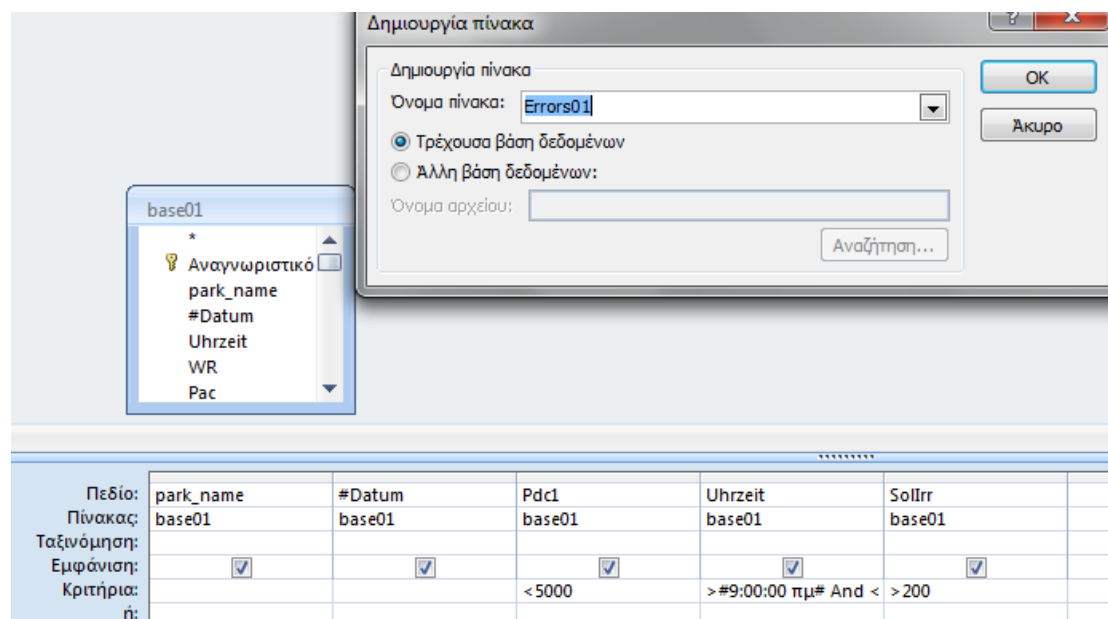 Δημιουργία πίνακα
?
x
Δημιουργία πίνακα
Όνομα πίνακα: Errors01
Τρέχουσα βάση δεδομένων
Άλλη βάση δεδομένων:
Όνομα αρχείου:
Αναζήτηση...
OK
Άκυρο
base01
*
Αναγνωριστικό
park_name
#Datum
Uhrzeit
WR
Pac
Πεδίο: park_name #Datum Pdc1 Uhrzeit SolIrr
Πίνακας: base01 base01 base01 base01 base01
Ταξινόμηση:
Εμφάνιση:
Κριτήρια: <5000 >#9:00:00 πμ# And < >200
ή: